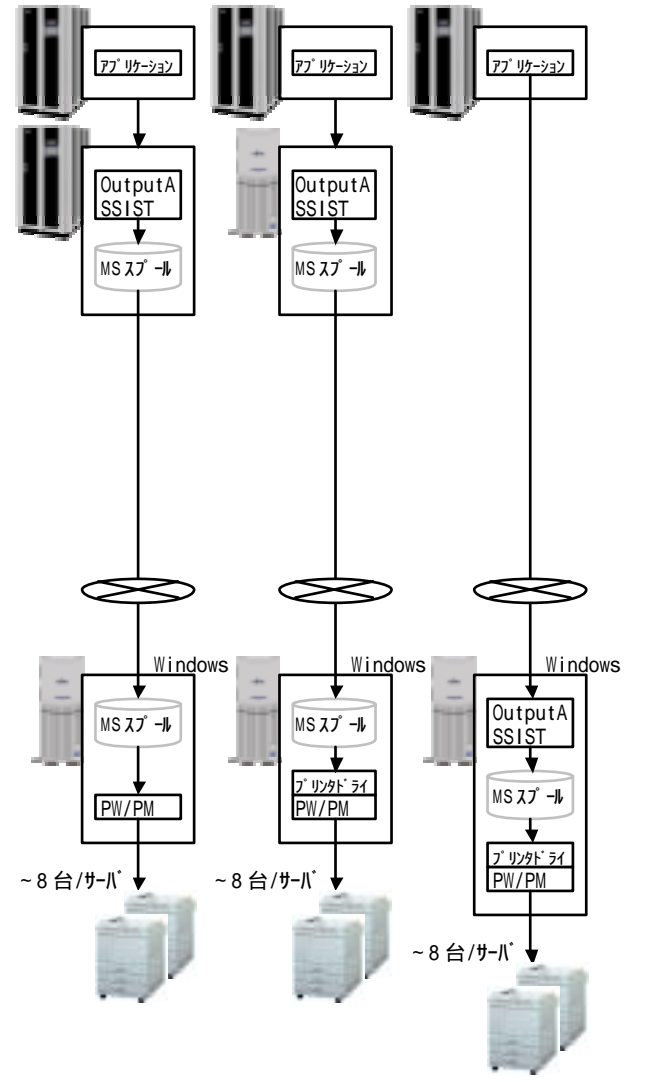 ｱﾌﾟﾘｹｰｼｮﾝ
ｱﾌﾟﾘｹｰｼｮﾝ
ｱﾌﾟﾘｹｰｼｮﾝ
OutputA
SSIST
MSｽﾌﾟｰﾙ
OutputA
SSIST
MSｽﾌﾟｰﾙ
Windows
MSｽﾌﾟｰﾙ
PW/PM
~8台/ｻｰﾊﾞ
Windows
MSｽﾌﾟｰﾙ
ﾌﾟﾘﾝﾀﾄﾞﾗｲ
PW/PM
~8台/ｻｰﾊﾞ
Windows
OutputA
SSIST
MSｽﾌﾟｰﾙ
ﾌﾟﾘﾝﾀﾄﾞﾗｲ
PW/PM
~8台/ｻｰﾊﾞ